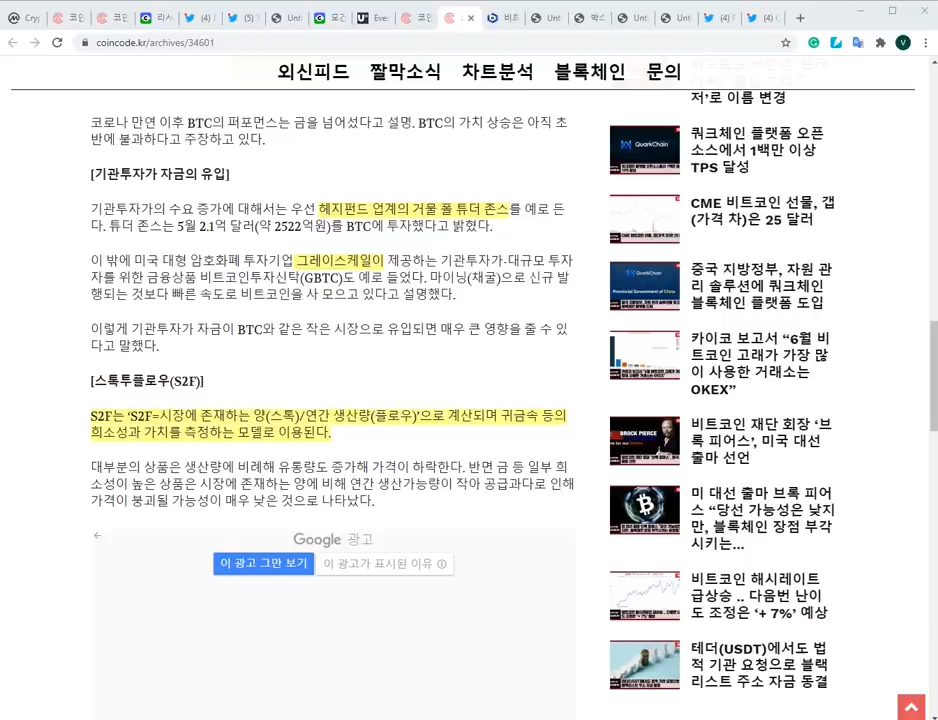 Cryp
코인
코인
리서
(4) /
(5) T
Unt
모건
Eve
코인
비트
Unt
박스
Unt
Unt
(4) F
(4) (
coincode.kr/archives/34601
V
외신피드 짤막소식 차트분석 블록체인 문의
저'로 이름 변경
코로나 만연 이후 BTC의 퍼포먼스는 금을 넘어섰다고 설명. BTC의 가치 상승은 아직 초
반에 불과하다고 주장하고 있다.
[기관투자가 자금의 유입]
기관투자가의 수요 증가에 대해서는 우선 헤지펀드 업계의 거물 폴 튜더 존스를 예로 든
다. 튜더 존스는 5월 2.1억 달러(약 2522억원)를 BTC에 투자했다고 밝혔다.
이 밖에 미국 대형 암호화폐 투자기업 그레이스케일이 제공하는 기관투자가·대규모 투자
자를 위한 금융상품 비트코인투자신탁(GBTC)도 예로 들었다. 마이닝(채굴)으로 신규 발
행되는 것보다 빠른 속도로 비트코인을 사 모으고 있다고 설명했다.
이렇게 기관투자가 자금이 BTC와 같은 작은 시장으로 유입되면 매우 큰 영향을 줄 수 있
다고 말했다.
[스톡투플로우(S2F)]
S2F는 ‘S2F=시장에 존재하는 양(스톡)/연간 생산량(플로우)’으로 계산되며 귀금속 등의
희소성과 가치를 측정하는 모델로 이용된다.
대부분의 상품은 생산량에 비례해 유통량도 증가해 가격이 하락한다. 반면 금 등 일부 희
소성이 높은 상품은 시장에 존재하는 양에 비해 연간 생산가능량이 작아 공급과다로 인해
가격이 붕괴될 가능성이 매우 낮은 것으로 나타났다.
Google 광고
이 광고 그만 보기
이 광고가 표시된 이유
QuarkChain
쿼크체인 플랫폼 오픈
소스에서 1백만 이상
TPS 달성
CME 비트코인 선물, 갭
(가격 차)은 25 달러
QuarkChain
Provincial Government of China
중국 지방정부, 자원 관
리 솔루션에 쿼크체인
블록체인 플랫폼 도입
카이코 보고서 “6월 비
트코인 고래가 가장 많
이 사용한 거래소는
OKEX”
BROCK PIERCE
비트코인 재단 회장 ‘브
록 피어스’, 미국 대선
출마 선언
미 대선 출마 브록 피어
스 “당선 가능성은 낮지
만, 블록체인 장점 부각
시키는...
비트코인 해시레이트
급상승 .. 다음번 난이
도 조정은 ‘+ 7%’ 예상
테더(USDT)에서도 법
적 기관 요청으로 블랙
리스트 주소 자금 동결